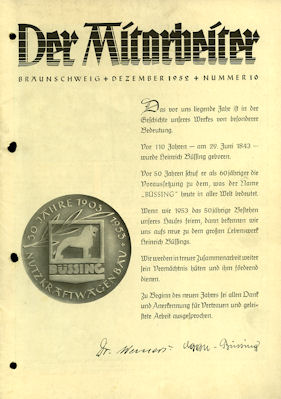 Der Mitarbeiter
BRAUNSCHWEIG + DEZEMBER 1952 + NUMMER 10
Das vor uns liegende Jahr ist in der
Geschichte unseres Werkes von besonderer
Bedeutung.
Vor 110 Jahren — am 29. Juni 1843 —
wurde Heinrich Büssing geboren.
Vor 50 Jahren schuf er als 60jähriger die
Voraussetzung zu dem, was der Name
„BÜSSING" heute in aller Welt bedeutet.
Wenn wir 1953 das 50jährige Bestehen
unseres Hauses feiern, dann bekennen wir
uns aufs neue zu dem großen Lebenswerk
Heinrich Büssings.
Wir werden in treuer Zusammenarbeit weiter
sein Vermächtnis hüten und ihm fördernd
dienen.
Zu Beginn des neuen Jahres sei allen Dank
und Anerkennung für Vertrauen und gelei-
stete Arbeit ausgesprochen.
50 JAHRE 1903 1953
BÜSSING
NUTZKRAFTWAGENBAU
Dr. Büssing